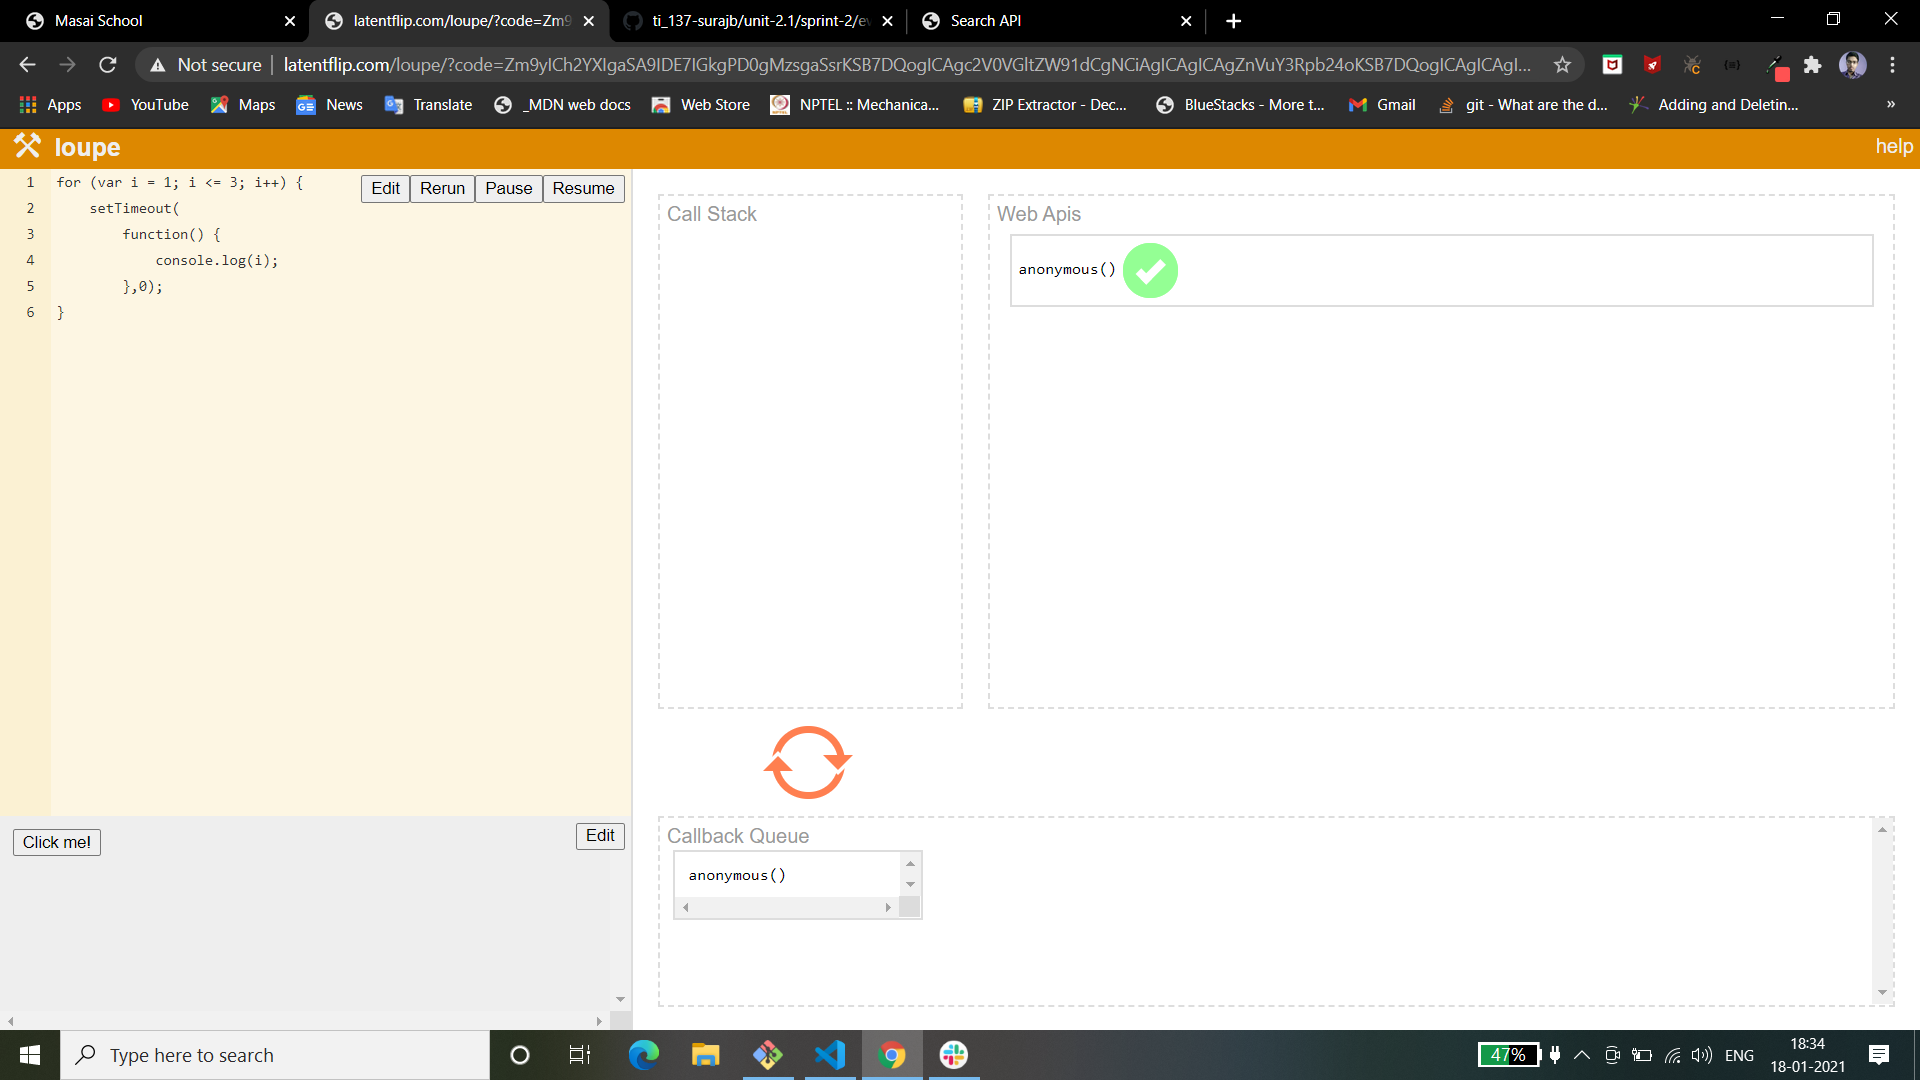 Masai School
latentflip.com/loupe/?code=Zm9
ti_137-surajb/unit-2.1/sprint-2/ev
Search API
Not secure
latentflip.com/loupe/?code=Zm9yICh2YXIgaSA9IDE7IGkgPD0gMzsgaSsrKSB7DQogICAgc2V0VGltZW91dCgNCiAgICAgICAgZnVuY3Rpb24oKSB7DQogICAgICAgI...
Apps
YouTube
Maps
News
Translate
_MDN web docs
Web Store
NPTEL :: Mechanica...
ZIP Extractor - Dec...
BlueStacks - More t...
Gmail
git - What are the d...
Adding and Deletin...
»
loupe
help
1 for (var i = 1; i <= 3; i++) {
2 setTimeout(
3 function() {
4 console.log(i);
5 },0);
6 }
Edit
Rerun
Pause
Resume
Call Stack
Web Apis
anonymous()
Click me!
Edit
Callback Queue
anonymous()
Type here to search
47%
ENG
18:34
18-01-2021